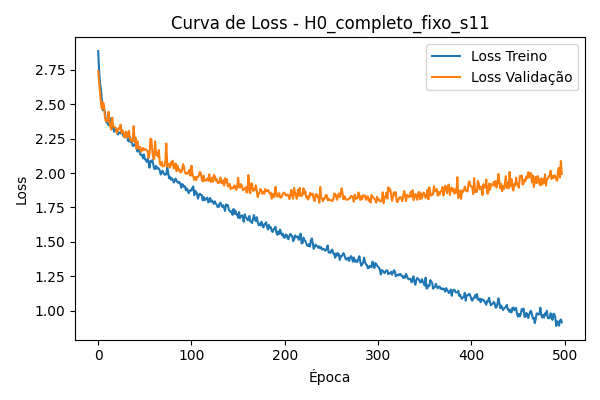 Curva de Loss - H0_completo_fixo_s11
Loss Treino
Loss Validação
2.75
2.50
2.25
2.00
1.75
1.50
1.25
1.00
Loss
0
100
200
300
400
500
Época